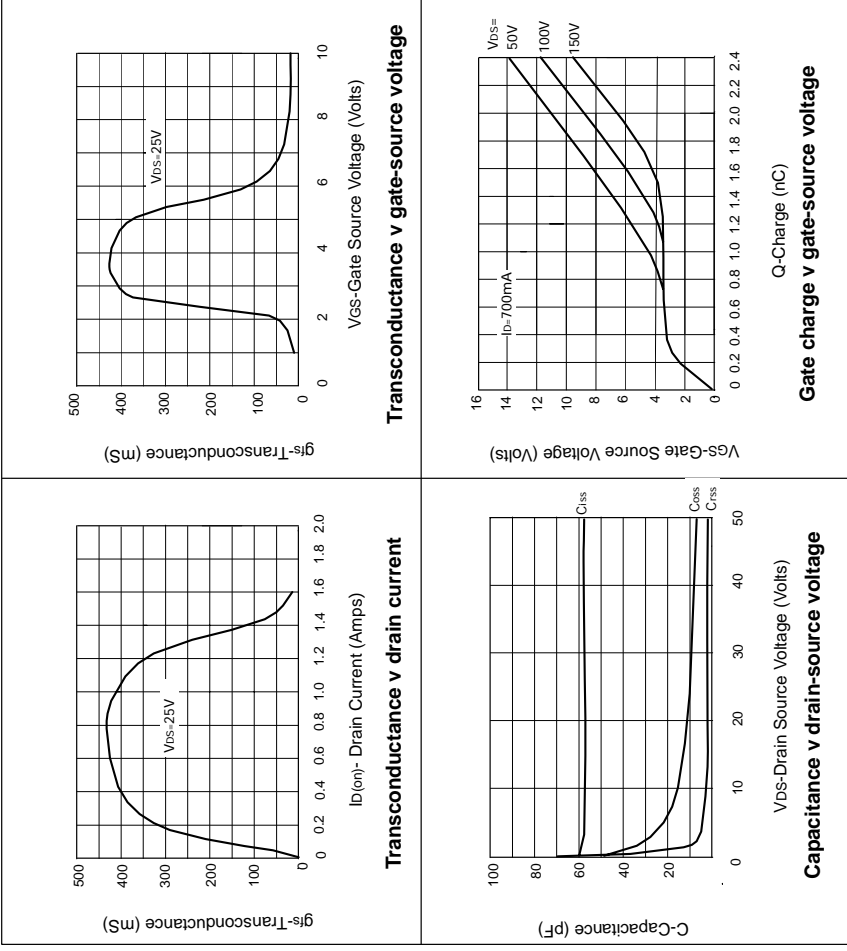 gfs-Transconductance (mS)
500
400
300
200
100
0
VDS=25V
0 0.2 0.4 0.6 0.8 1.0 1.2 1.4 1.6 1.8 2.0
ID(on)- Drain Current (Amps)
Transconductance v drain current
gfs-Transconductance (mS)
500
400
300
200
100
0
VDS=25V
0 2 4 6 8 10
VGS-Gate Source Voltage (Volts)
Transconductance v gate-source voltage
C-Capacitance (pF)
100
80
60
40
20
0
Ciss
Coss
Crss
0 10 20 30 40 50
VDS-Drain Source Voltage (Volts)
Capacitance v drain-source voltage
VGS-Gate Source Voltage (Volts)
16
14
12
10
8
6
4
2
0
ID=700mA
VDS=
50V
100V
150V
0 0.2 0.4 0.6 0.8 1.0 1.2 1.4 1.6 1.8 2.0 2.2 2.4
Q-Charge (nC)
Gate charge v gate-source voltage